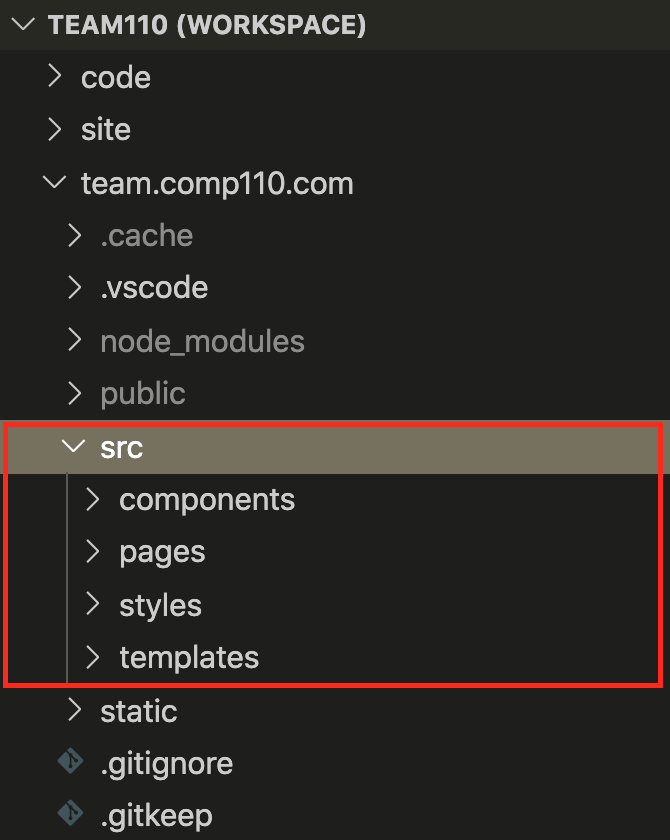 TEAM110 (WORKSPACE)
code
site
team.comp110.com
.cache
.vscode
node_modules
public
src
components
pages
styles
templates
static
.gitignore
.gitkeep